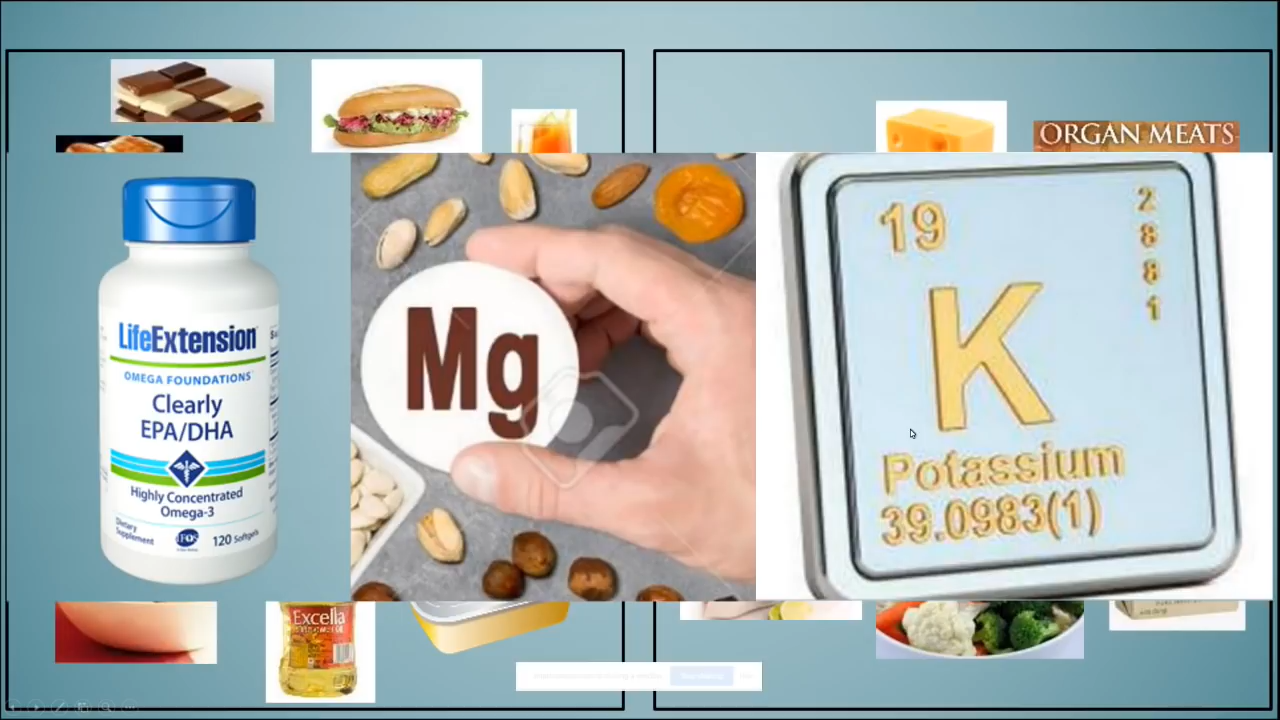 ORGAN MEATS
LifeExtension
OMEGA FOUNDATIONS
Clearly
EPA/DHA
Highly Concentrated
Omega-3
Dietary
Supplement
IFOS
120 Softgels
Mg
19
2
8
8
1
K
Potassium
39.0983(1)
Excella